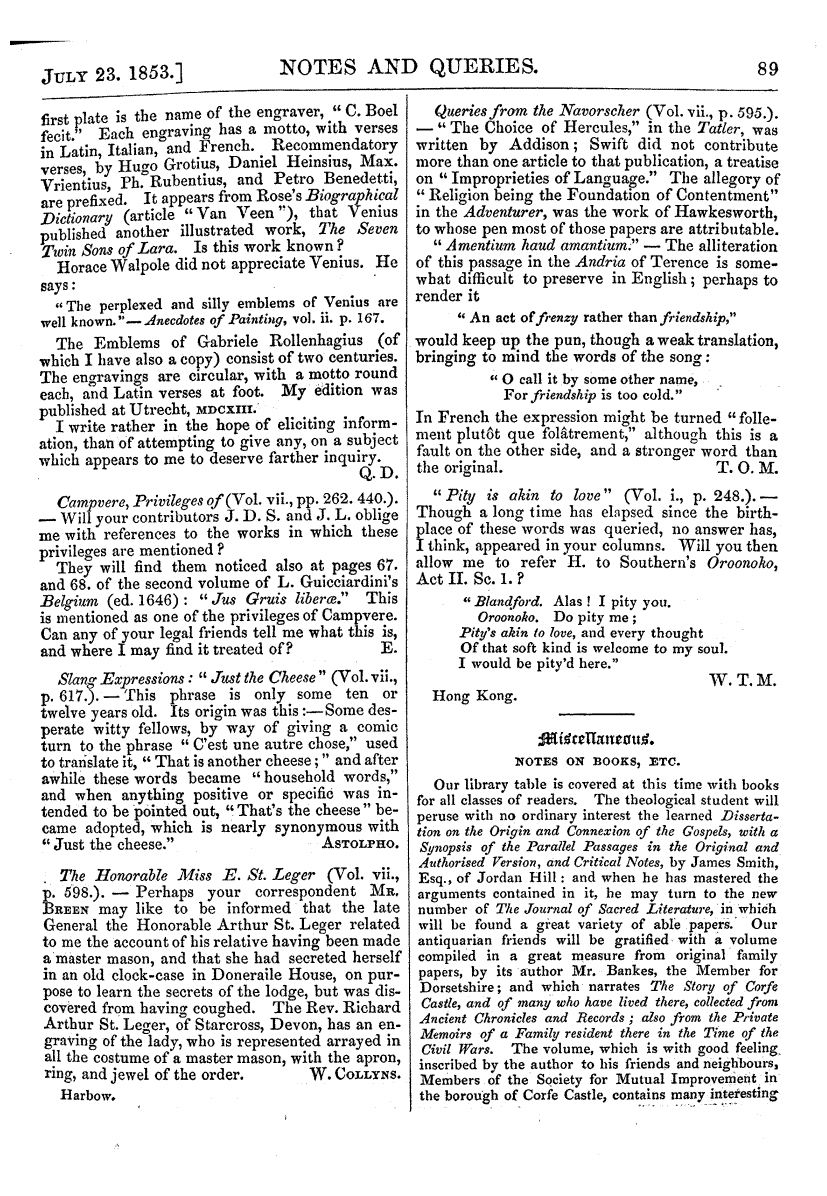 JULY 23. 1853.]
NOTES AND QUERIES.
89
first plate is the name of the engraver, “ C. Boel
fecit.” Each engraving has a motto, with verses
in Latin, Italian, and French. Recommendatory
verses, by Hugo Grotius, Daniel Heinsius, Max.
Vrientius, Ph. Rubentius, and Petro Benedetti,
are prefixed. It appears from Rose's Biographical
Dictionary (article “ Van Veen ”), that Venius
published another illustrated work, The Seven
Twin Sons of Lara. Is this work known ?
Horace Walpole did not appreciate Venius. He
says :
“ The perplexed and silly emblems of Venius are
well known.”— Anecdotes of Painting, vol. ii. p. 167.
The Emblems of Gabriele Rollenhagius (of
which I have also a copy) consist of two centuries.
The engravings are circular, with a motto round
each, and Latin verses at foot. My edition was
published at Utrecht, MDCXIII.
I write rather in the hope of eliciting inform-
ation, than of attempting to give any, on a subject
which appears to me to deserve farther inquiry.
Q. D.
Campvere, Privileges of (Vol. vii., pp. 262. 440.).
— Will your contributors J. D. S. and J. L. oblige
me with references to the works in which these
privileges are mentioned ?
They will find them noticed also at pages 67.
and 68. of the second volume of L. Guicciardini's
Belgium (ed. 1646) : “ Jus Gruis liberæ.” This
is mentioned as one of the privileges of Campvere.
Can any of your legal friends tell me what this is,
and where I may find it treated of ? E.
Slang Expressions : “ Just the Cheese ” (Vol. vii.,
p. 617.). — This phrase is only some ten or
twelve years old. Its origin was this :—Some des-
perate witty fellows, by way of giving a comic
turn to the phrase “ C'est une autre chose,” used
to translate it, “ That is another cheese ; ” and after
awhile these words became “ household words,”
and when anything positive or specific was in-
tended to be pointed out, “ That's the cheese ” be-
came adopted, which is nearly synonymous with
“ Just the cheese.” ASTOLPHO.
The Honorable Miss E. St. Leger (Vol. vii.,
p. 598.). — Perhaps your correspondent MR.
BREEN may like to be informed that the late
General the Honorable Arthur St. Leger related
to me the account of his relative having been made
a master mason, and that she had secreted herself
in an old clock-case in Doneraile House, on pur-
pose to learn the secrets of the lodge, but was dis-
covered from having coughed. The Rev. Richard
Arthur St. Leger, of Starcross, Devon, has an en-
graving of the lady, who is represented arrayed in
all the costume of a master mason, with the apron,
ring, and jewel of the order. W. COLLYNS.
Harbow.
Queries from the Navorscher (Vol. vii., p. 595.).
— “ The Choice of Hercules,” in the Tatler, was
written by Addison ; Swift did not contribute
more than one article to that publication, a treatise
on “ Improprieties of Language.” The allegory of
“ Religion being the Foundation of Contentment”
in the Adventurer, was the work of Hawkesworth,
to whose pen most of those papers are attributable.
“ Amentium haud amantium.” — The alliteration
of this passage in the Andria of Terence is some-
what difficult to preserve in English ; perhaps to
render it
“ An act of frenzy rather than friendship,”
would keep up the pun, though a weak translation,
bringing to mind the words of the song :
“ O call it by some other name,
For friendship is too cold.”
In French the expression might be turned “ folle-
ment plutôt que folâtrement,” although this is a
fault on the other side, and a stronger word than
the original. T. O. M.
“ Pity is akin to love ” (Vol. i., p. 248.). —
Though a long time has elapsed since the birth-
place of these words was queried, no answer has,
I think, appeared in your columns. Will you then
allow me to refer H. to Southern's Oroonoko,
Act II. Sc. 1. ?
“ Blandford. Alas ! I pity you.
Oroonoko. Do pity me ;
Pity's akin to love, and every thought
Of that soft kind is welcome to my soul.
I would be pity'd here.”
W. T. M.
Hong Kong.
Miscellaneous.
NOTES ON BOOKS, ETC.
Our library table is covered at this time with books
for all classes of readers. The theological student will
peruse with no ordinary interest the learned Disserta-
tion on the Origin and Connexion of the Gospels, with a
Synopsis of the Parallel Passages in the Original and
Authorised Version, and Critical Notes, by James Smith,
Esq., of Jordan Hill : and when he has mastered the
arguments contained in it, he may turn to the new
number of The Journal of Sacred Literature, in which
will be found a great variety of able papers. Our
antiquarian friends will be gratified with a volume
compiled in a great measure from original family
papers, by its author Mr. Bankes, the Member for
Dorsetshire ; and which narrates The Story of Corfe
Castle, and of many who have lived there, collected from
Ancient Chronicles and Records ; also from the Private
Memoirs of a Family resident there in the Time of the
Civil Wars. The volume, which is with good feeling
inscribed by the author to his friends and neighbours,
Members of the Society for Mutual Improvement in
the borough of Corfe Castle, contains many interesting